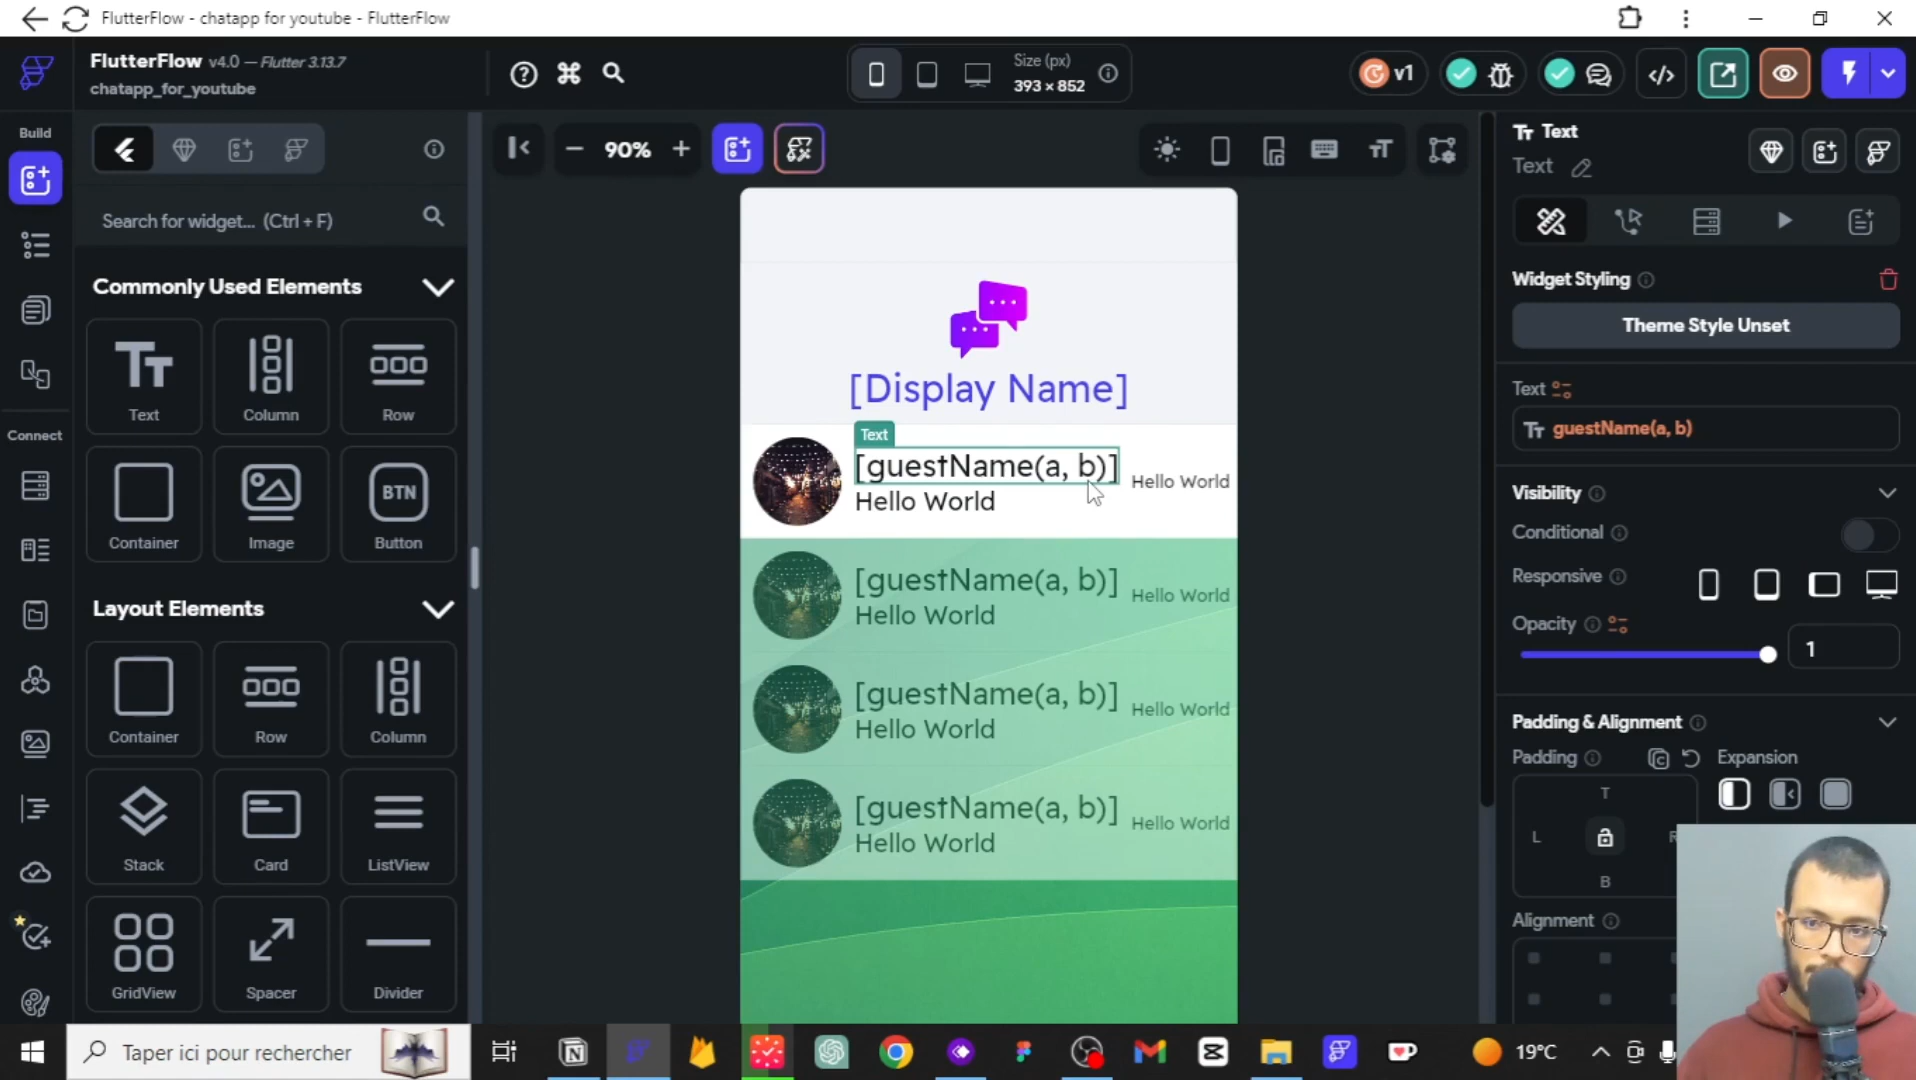 FlutterFlow - chatapp for youtube - FlutterFlow
FlutterFlow v4.0 — Flutter 3.13.7
chatapp_for_youtube
Size (px)
393 × 852
v1
Build
Connect
Search for widget... (Ctrl + F)
Commonly Used Elements
Text
Column
Row
Container
Image
BTN
Button
Layout Elements
Container
Row
Column
Stack
Card
ListView
GridView
Spacer
Divider
90%
[Display Name]
Text
[guestName(a, b)]
Hello World
Hello World
[guestName(a, b)]
Hello World
Hello World
[guestName(a, b)]
Hello World
Hello World
[guestName(a, b)]
Hello World
Hello World
Text
Text
Widget Styling
Theme Style Unset
Text
guestName(a, b)
Visibility
Conditional
Responsive
Opacity
1
Padding & Alignment
Padding
Expansion
T
L
R
B
Alignment
Taper ici pour rechercher
19°C